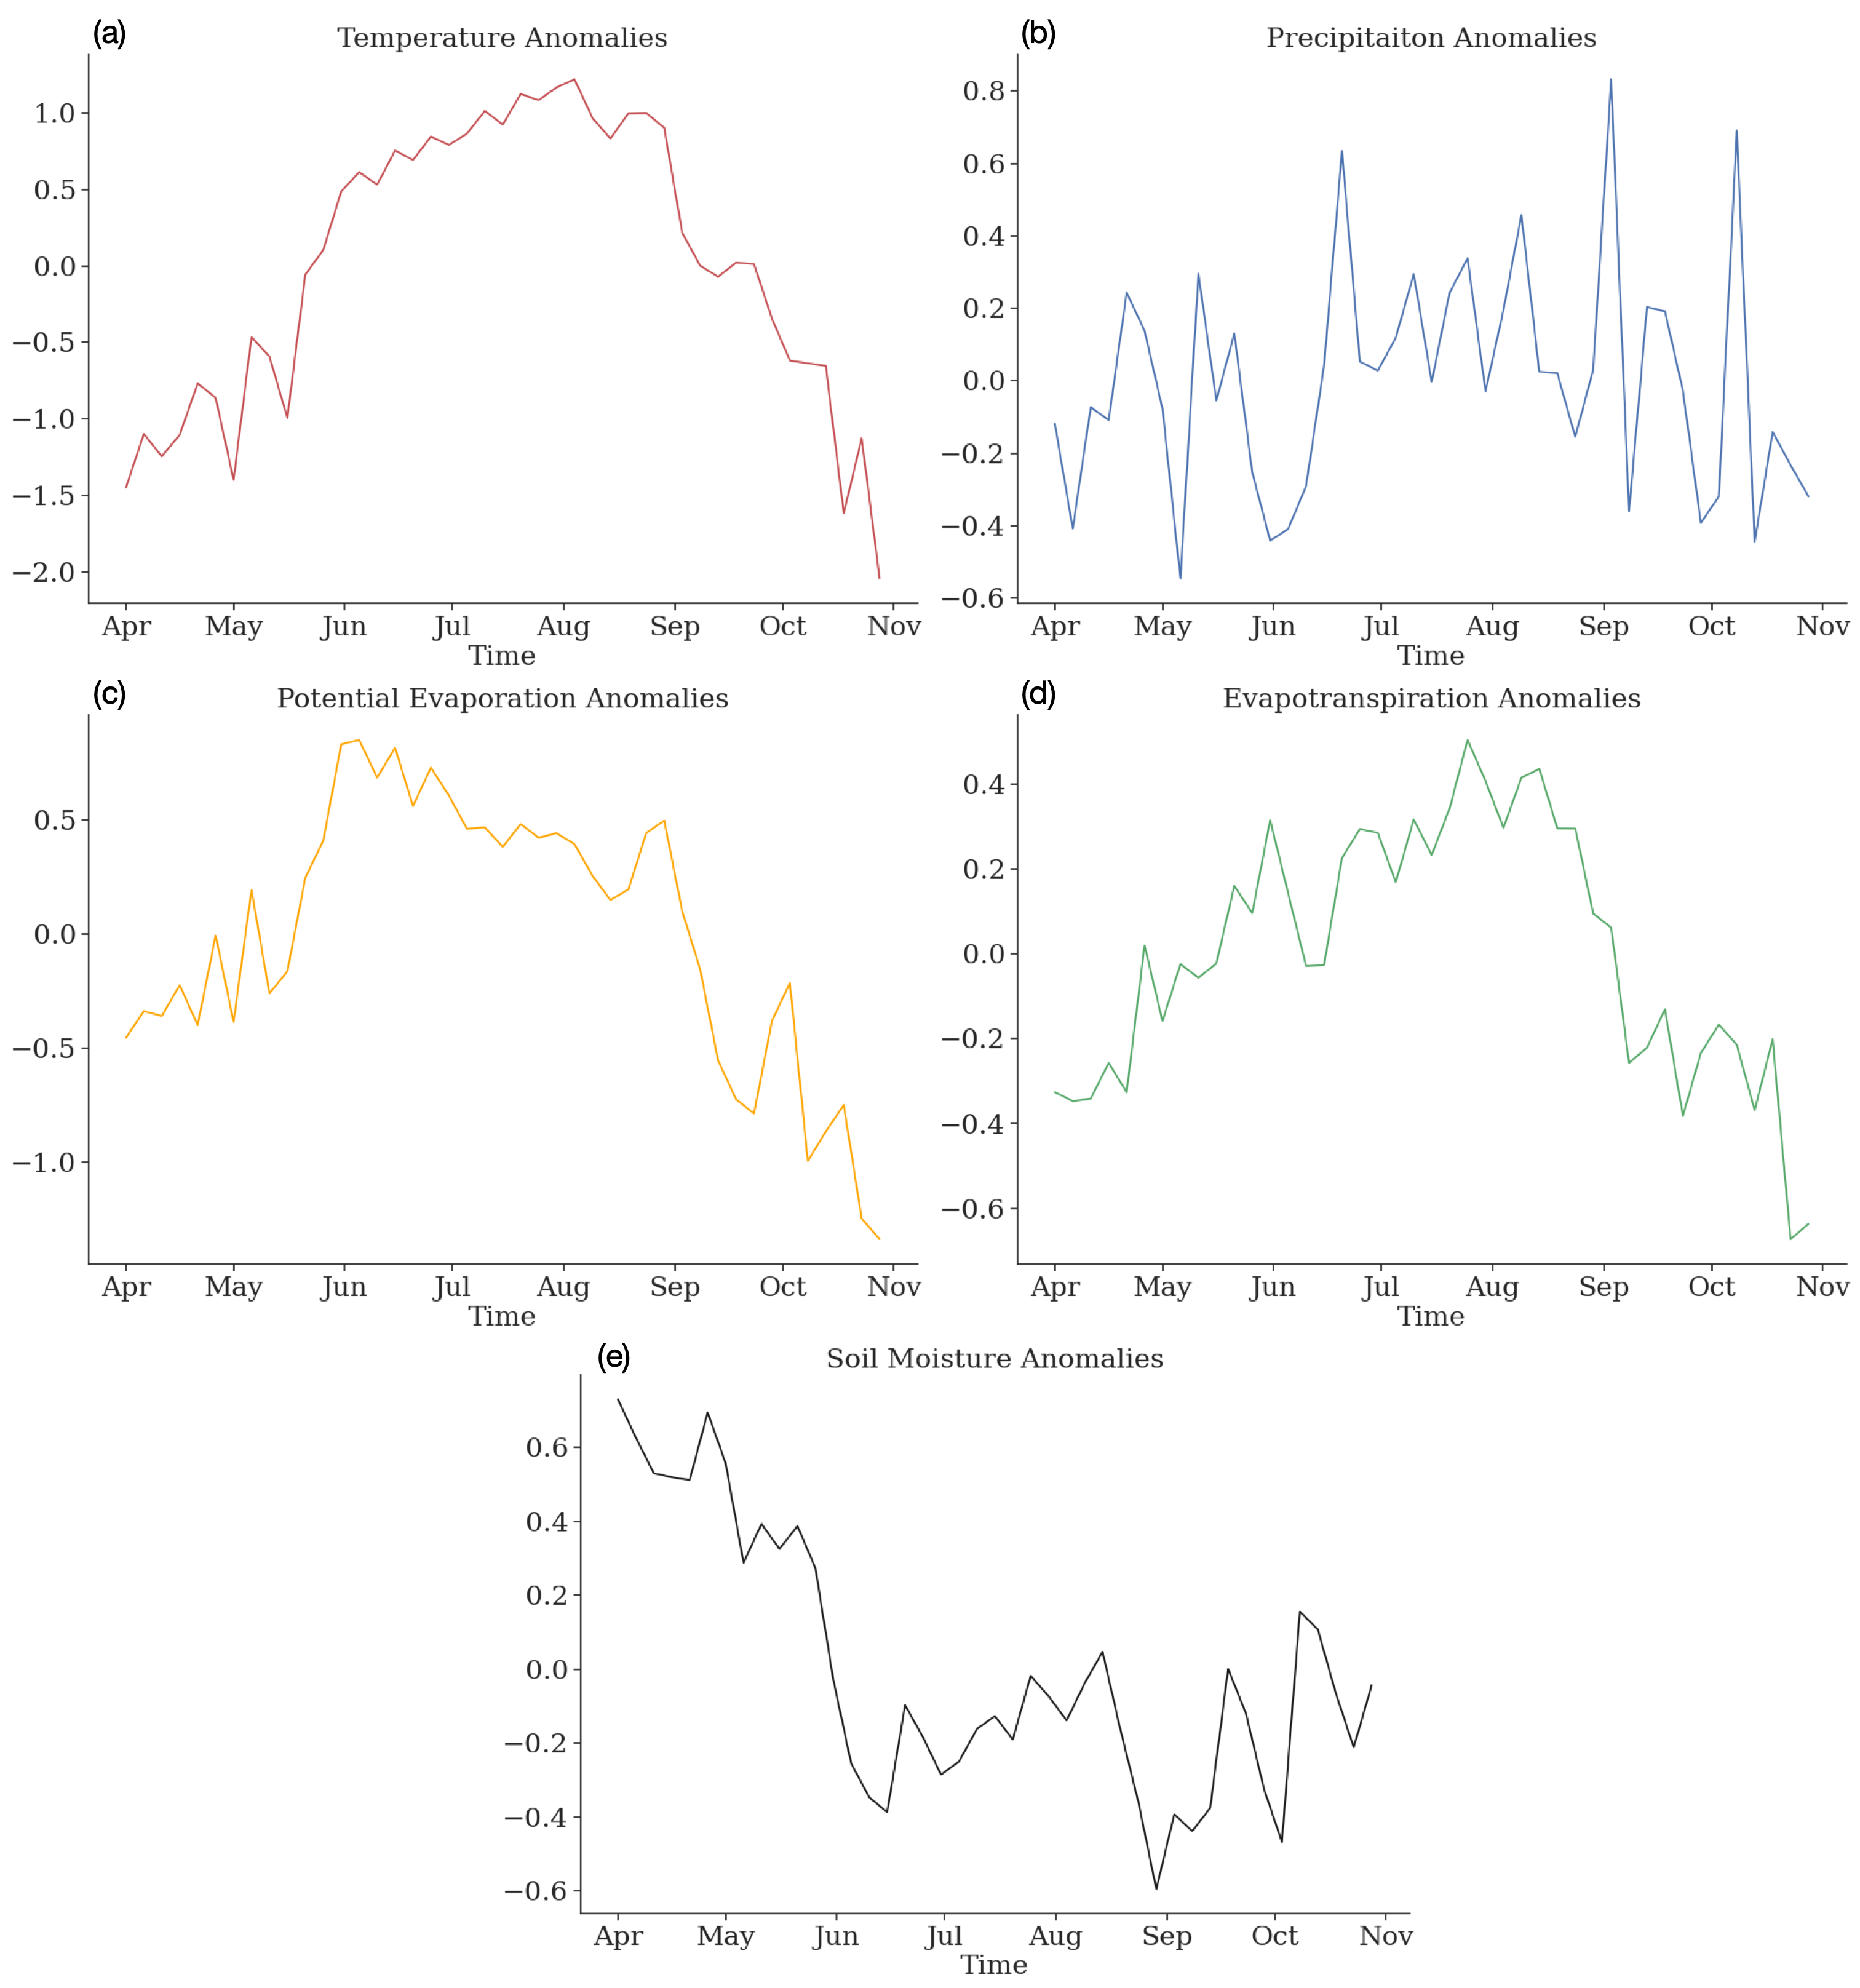 (a)
Temperature Anomalies
1.0
0.5
0.0
−0.5
−1.0
−1.5
−2.0
Apr May Jun Jul Aug Sep Oct Nov
Time
(b)
Precipitaiton Anomalies
0.8
0.6
0.4
0.2
0.0
−0.2
−0.4
−0.6
Apr May Jun Jul Aug Sep Oct Nov
Time
(c)
Potential Evaporation Anomalies
0.5
0.0
−0.5
−1.0
Apr May Jun Jul Aug Sep Oct Nov
Time
(d)
Evapotranspiration Anomalies
0.4
0.2
0.0
−0.2
−0.4
−0.6
Apr May Jun Jul Aug Sep Oct Nov
Time
(e)
Soil Moisture Anomalies
0.6
0.4
0.2
0.0
−0.2
−0.4
−0.6
Apr May Jun Jul Aug Sep Oct Nov
Time